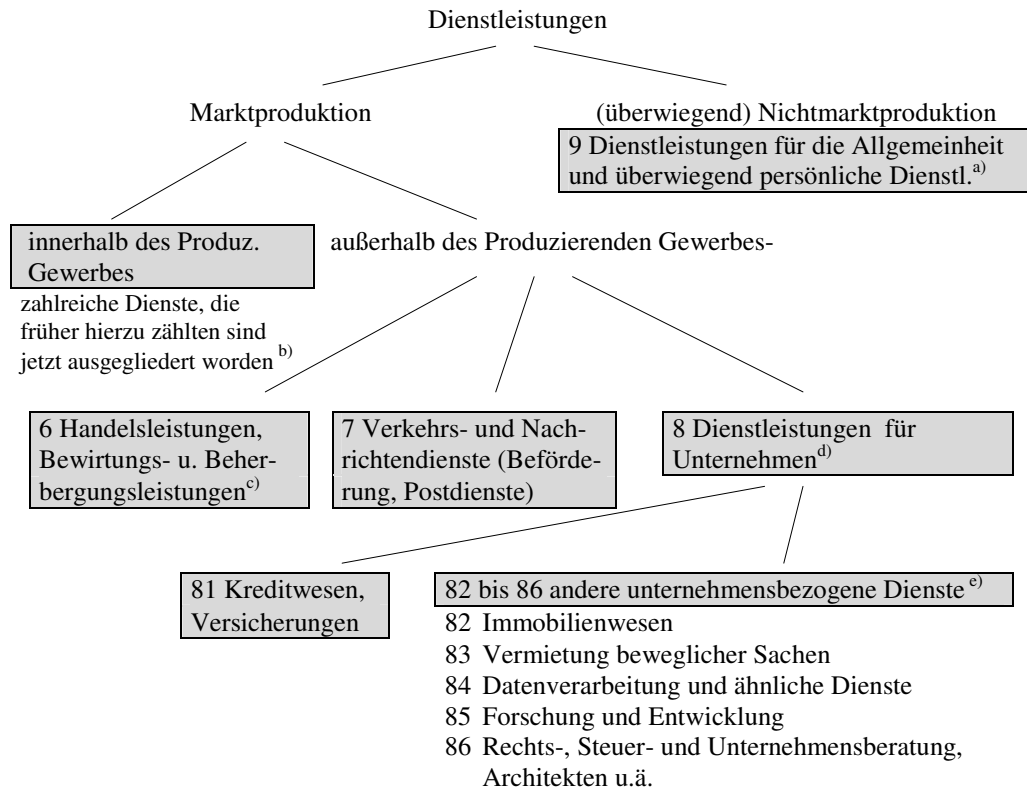 Dienstleistungen
Marktproduktion
(überwiegend) Nichtmarktproduktion
9 Dienstleistungen für die Allgemeinheit
und überwiegend persönliche Dienstl.a)
innerhalb des Produz.
Gewerbes
außerhalb des Produzierenden Gewerbes-
zahlreiche Dienste, die
früher hierzu zählten sind
jetzt ausgegliedert worden b)
6 Handelsleistungen,
Bewirtungs- u. Beher-
bergungsleistungenc)
7 Verkehrs- und Nach-
richtendienste (Beförde-
rung, Postdienste)
8 Dienstleistungen für
Unternehmend)
81 Kreditwesen,
Versicherungen
82 bis 86 andere unternehmensbezogene Dienste e)
82 Immobilienwesen
83 Vermietung beweglicher Sachen
84 Datenverarbeitung und ähnliche Dienste
85 Forschung und Entwicklung
86 Rechts-, Steuer- und Unternehmensberatung,
Architekten u.ä.